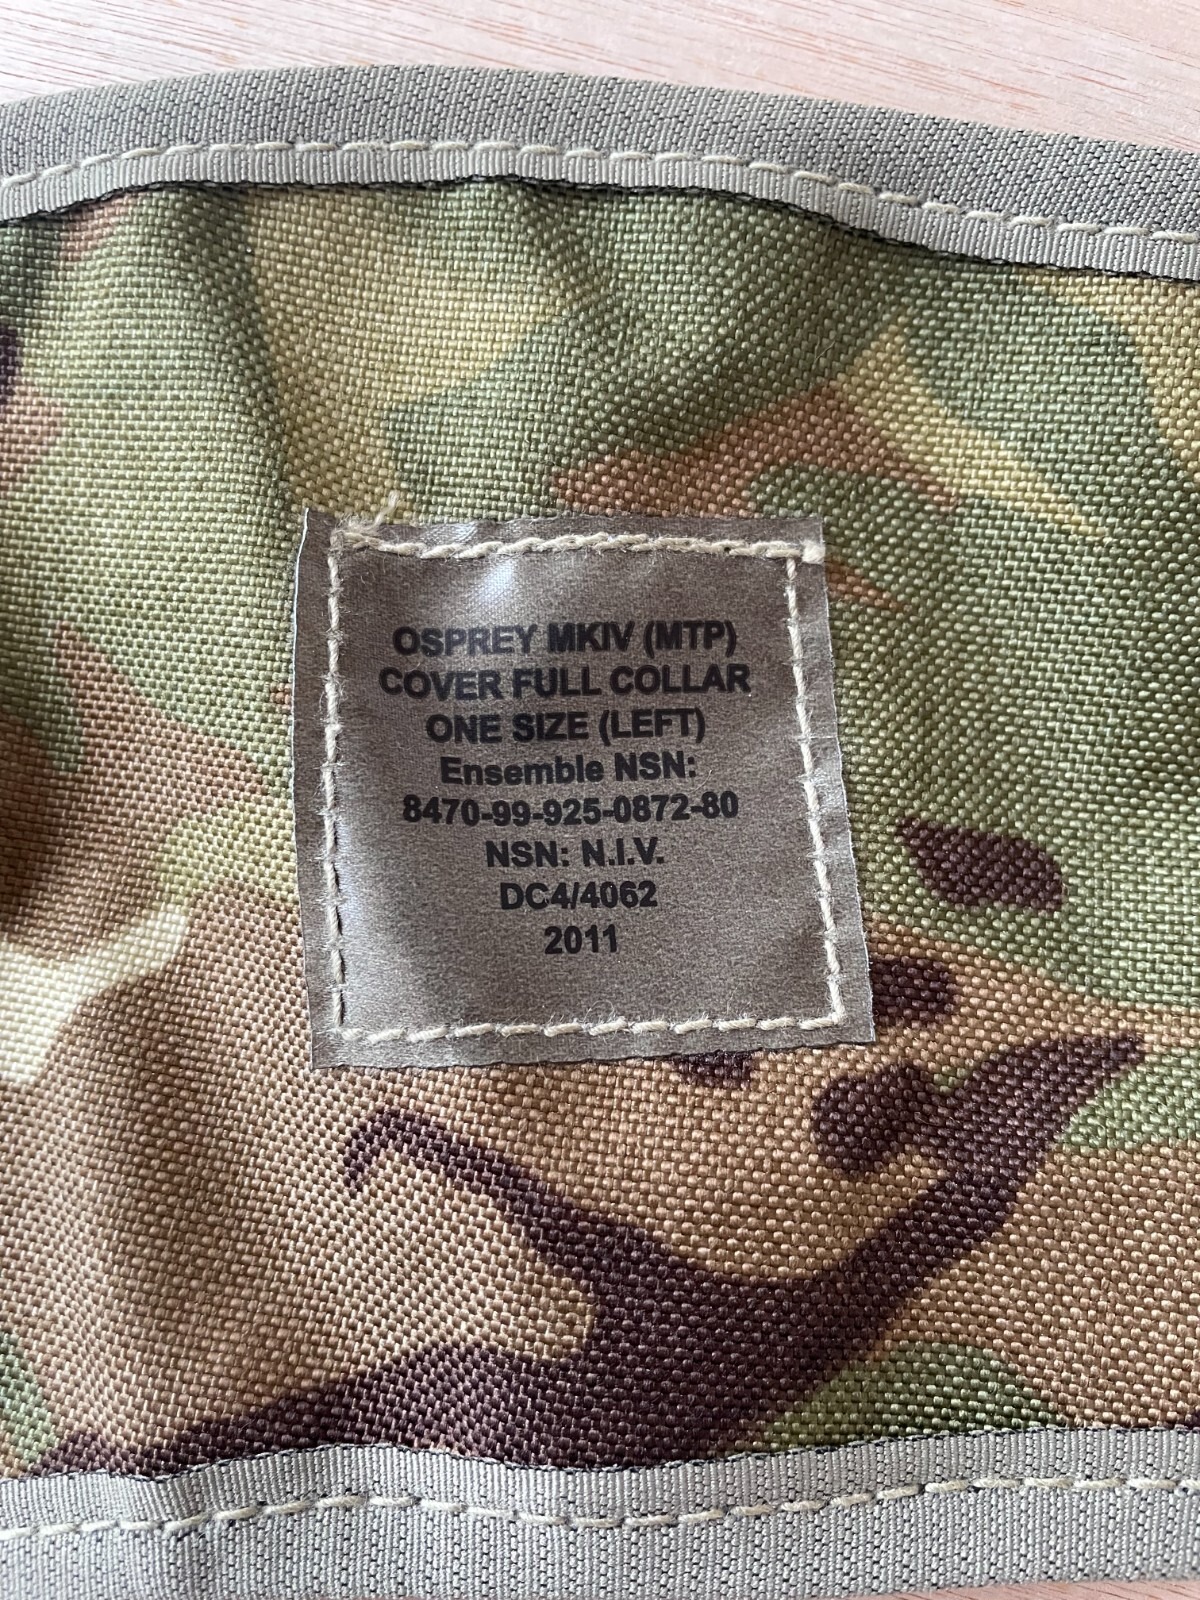 OSPREY MKIV (MTP)
COVER FULL COLLAR
ONE SIZE (LEFT)
Ensemble NSN:
8470-99-925-0872-80
NSN: N.I.V.
DC4/4062
2011